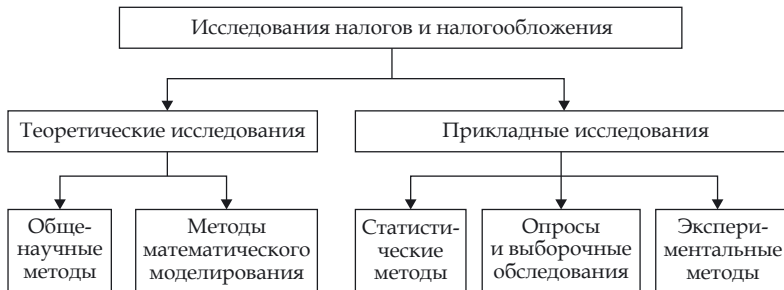 Исследования налогов и налогообложения
Теоретические исследования
Прикладные исследования
Обще-
научные
методы
Методы
математического
моделирования
Статисти-
ческие
методы
Опросы
и выборочные
обследования
Экспери-
ментальные
методы